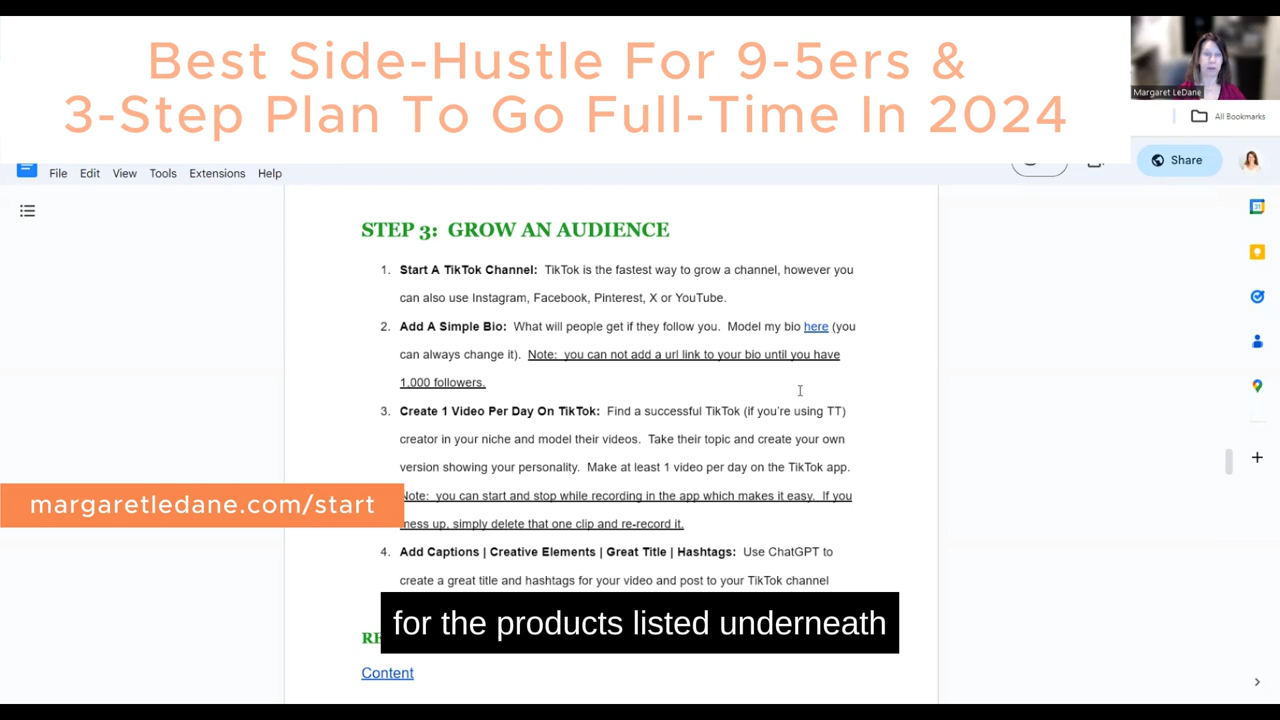 Best Side-Hustle For 9-5ers &
3-Step Plan To Go Full-Time In 2024
Margaret LeDane
All Bookmarks
File Edit View Tools Extensions Help
Share
STEP 3: GROW AN AUDIENCE
1. Start A TikTok Channel: TikTok is the fastest way to grow a channel, however you
can also use Instagram, Facebook, Pinterest, X or YouTube.
2. Add A Simple Bio: What will people get if they follow you. Model my bio here (you
can always change it). Note: you can not add a url link to your bio until you have
1,000 followers.
3. Create 1 Video Per Day On TikTok: Find a successful TikTok (if you're using TT)
creator in your niche and model their videos. Take their topic and create your own
version showing your personality. Make at least 1 video per day on the TikTok app.
Note: you can start and stop while recording in the app which makes it easy. If you
mess up, simply delete that one clip and re-record it.
margaretledane.com/start
4. Add Captions | Creative Elements | Great Title | Hashtags: Use ChatGPT to
create a great title and hashtags for your video and post to your TikTok channel
for the products listed underneath
Content